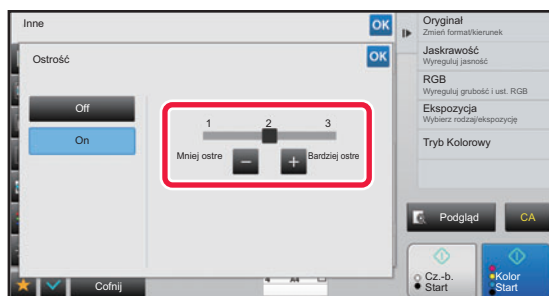 Inne
OK
Ostrość
OK
Off
On
1 2 3
Mniej ostre
Bardziej ostre
Cofnij
A4
Oryginał
Zmień format/kierunek
Jaskrawość
Wyreguluj jasność
RGB
Wyreguluj grubość i ust. RGB
Ekspozycja
Wybierz rodzaj/ekspozycję
Tryb Kolorowy
Podgląd
CA
Cz.-b.
Start
Kolor
Start